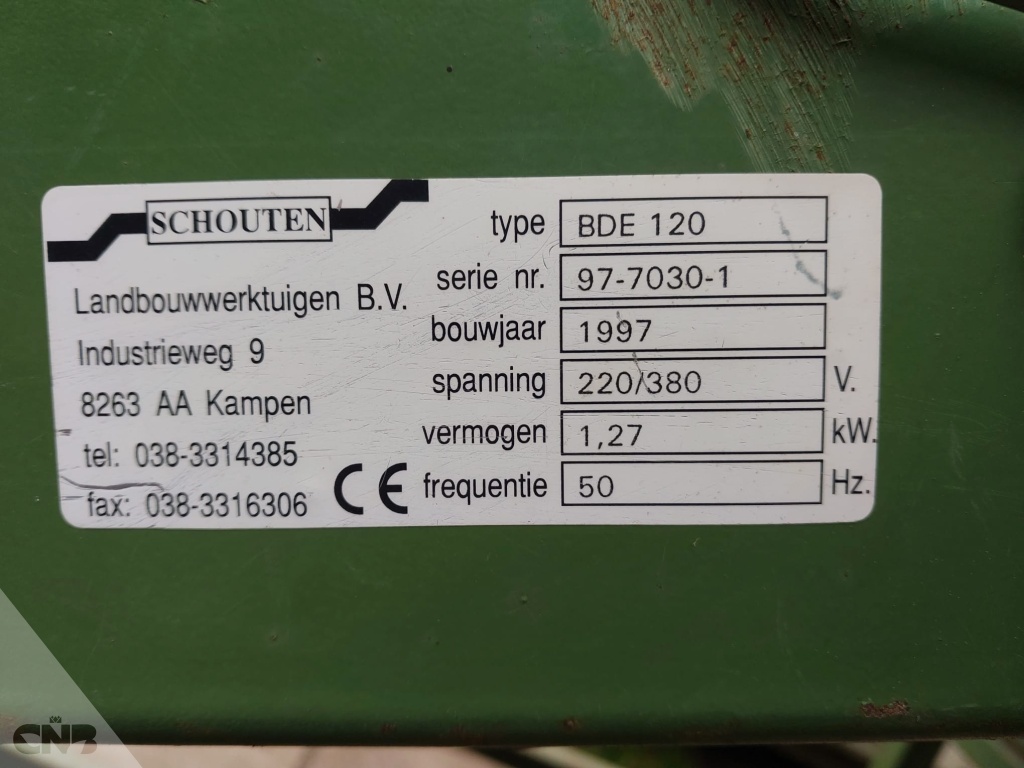 SCHOUTEN
Landbouwwerktuigen B.V.
Industrieweg 9
8263 AA Kampen
tel: 038-3314385
fax: 038-3316306
CE
type BDE 120
serie nr. 97-7030-1
bouwjaar 1997
spanning 220/380 V.
vermogen 1,27 kW.
frequentie 50 Hz.
CNB